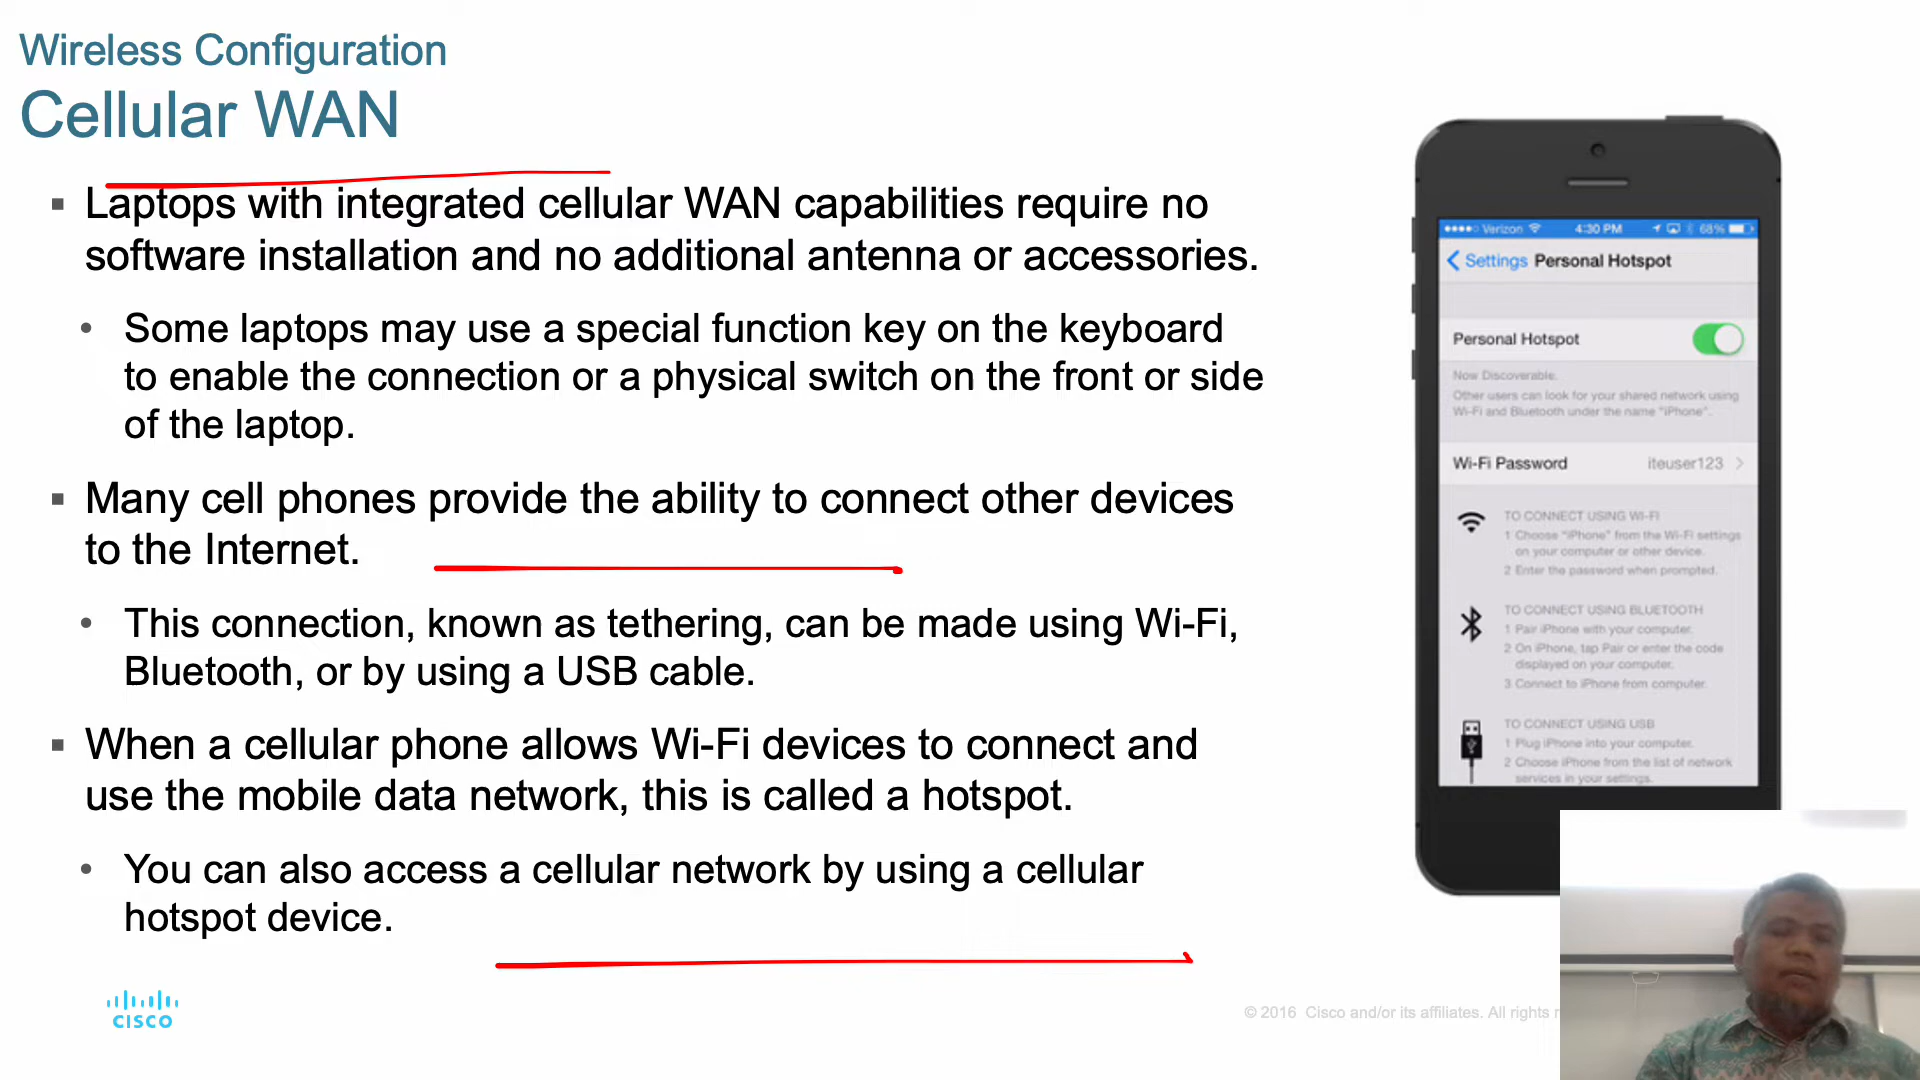 Wireless Configuration
Cellular WAN
▪ Laptops with integrated cellular WAN capabilities require no
software installation and no additional antenna or accessories.
• Some laptops may use a special function key on the keyboard
to enable the connection or a physical switch on the front or side
of the laptop.
▪ Many cell phones provide the ability to connect other devices
to the Internet.
• This connection, known as tethering, can be made using Wi-Fi,
Bluetooth, or by using a USB cable.
▪ When a cellular phone allows Wi-Fi devices to connect and
use the mobile data network, this is called a hotspot.
• You can also access a cellular network by using a cellular
hotspot device.
Verizon 4:30 PM 68%
Settings Personal Hotspot
Personal Hotspot
Now Discoverable.
Other users can look for your shared network using
Wi-Fi and Bluetooth under the name "iPhone".
Wi-Fi Password iteuser123
TO CONNECT USING WI-FI
1 Choose "iPhone" from the Wi-Fi settings
on your computer or other device.
2 Enter the password when prompted.
TO CONNECT USING BLUETOOTH
1 Pair iPhone with your computer.
2 On iPhone, tap Pair or enter the code
displayed on your computer.
3 Connect to iPhone from computer.
TO CONNECT USING USB
1 Plug iPhone into your computer.
2 Choose iPhone from the list of network
services in your settings.
CISCO
© 2016 Cisco and/or its affiliates. All rights